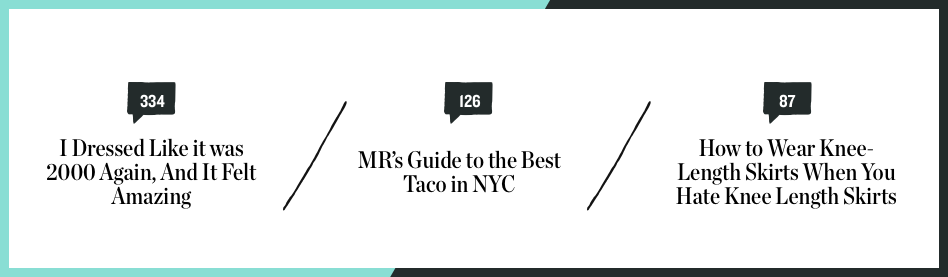 334
I Dressed Like it was
2000 Again, And It Felt
Amazing
126
MR’s Guide to the Best
Taco in NYC
87
How to Wear Knee-
Length Skirts When You
Hate Knee Length Skirts